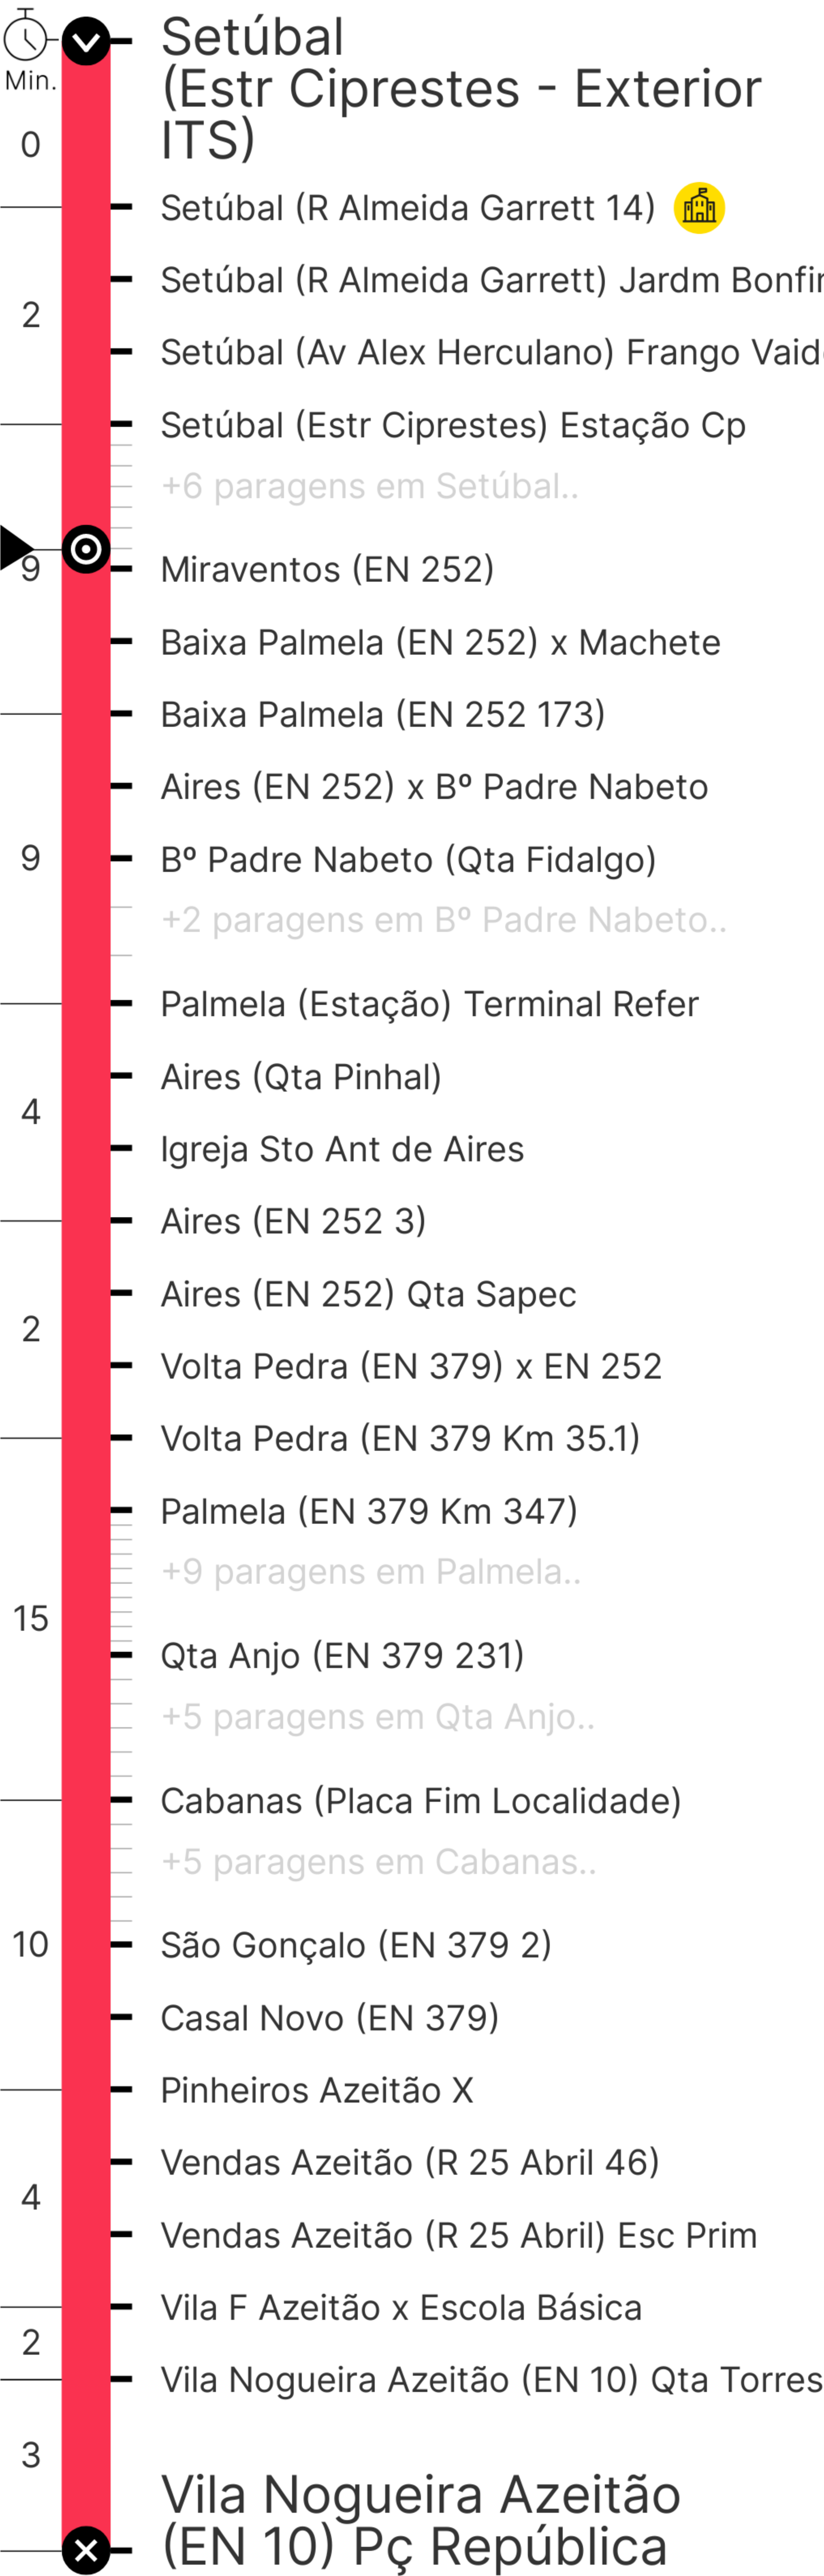 Setúbal
(Estr Ciprestes - Exterior
ITS)
Min.
0
Setúbal (R Almeida Garrett 14)
Setúbal (R Almeida Garrett) Jardm Bonfi
2
Setúbal (Av Alex Herculano) Frango Vaid
Setúbal (Estr Ciprestes) Estação Cp
+6 paragens em Setúbal..
9
Miraventos (EN 252)
Baixa Palmela (EN 252) x Machete
Baixa Palmela (EN 252 173)
Aires (EN 252) x Bº Padre Nabeto
9
Bº Padre Nabeto (Qta Fidalgo)
+2 paragens em Bº Padre Nabeto..
Palmela (Estação) Terminal Refer
Aires (Qta Pinhal)
4
Igreja Sto Ant de Aires
Aires (EN 252 3)
Aires (EN 252) Qta Sapec
2
Volta Pedra (EN 379) x EN 252
Volta Pedra (EN 379 Km 35.1)
Palmela (EN 379 Km 347)
+9 paragens em Palmela..
15
Qta Anjo (EN 379 231)
+5 paragens em Qta Anjo..
Cabanas (Placa Fim Localidade)
+5 paragens em Cabanas..
10
São Gonçalo (EN 379 2)
Casal Novo (EN 379)
Pinheiros Azeitão X
Vendas Azeitão (R 25 Abril 46)
4
Vendas Azeitão (R 25 Abril) Esc Prim
Vila F Azeitão x Escola Básica
2
Vila Nogueira Azeitão (EN 10) Qta Torres
3
Vila Nogueira Azeitão
(EN 10) Pç República